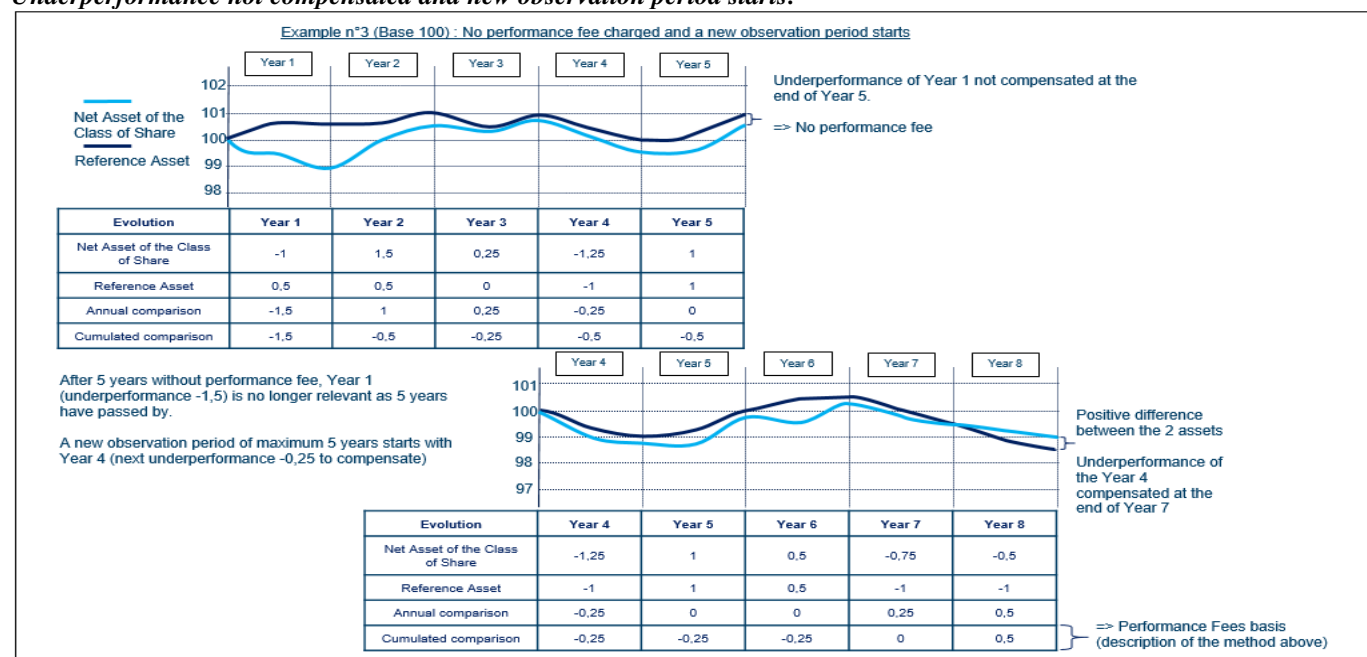 Underperformance not compensated and new observation period starts:
Example n°3 (Base 100) : No performance fee charged and a new observation period starts
Year 1 Year 2 Year 3 Year 4 Year 5
102
101
100
99
98
Net Asset of the
Class of Share
Reference Asset
Underperformance of Year 1 not compensated at the
end of Year 5.
=> No performance fee
Evolution Year 1 Year 2 Year 3 Year 4 Year 5
Net Asset of the Class
of Share -1 1,5 0,25 -1,25 1
Reference Asset 0,5 0,5 0 -1 1
Annual comparison -1,5 1 0,25 -0,25 0
Cumulated comparison -1,5 -0,5 -0,25 -0,5 -0,5
After 5 years without performance fee, Year 1
(underperformance -1,5) is no longer relevant as 5 years
have passed by.
A new observation period of maximum 5 years starts with
Year 4 (next underperformance -0,25 to compensate)
Year 4 Year 5 Year 6 Year 7 Year 8
101
100
99
98
97
Positive difference
between the 2 assets
Underperformance of
the Year 4
compensated at the
end of Year 7
Evolution Year 4 Year 5 Year 6 Year 7 Year 8
Net Asset of the Class
of Share -1,25 1 0,5 -0,75 -0,5
Reference Asset -1 1 0,5 -1 -1
Annual comparison -0,25 0 0 0,25 0,5
Cumulated comparison -0,25 -0,25 -0,25 0 0,5
=> Performance Fees basis
(description of the method above)